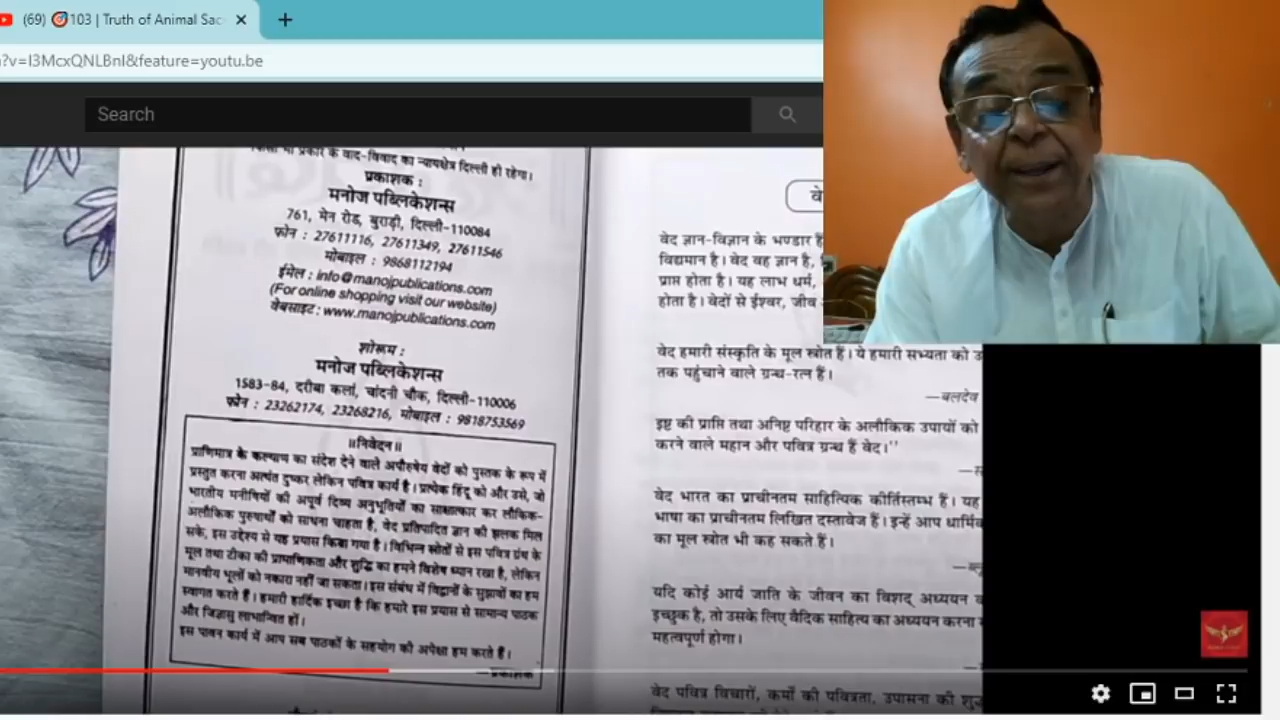 (69) 🎯103 | Truth of Animal Sac
?v=I3McxQNLBnI&feature=youtu.be
Search
किसी भी प्रकार के वाद-विवाद का न्यायक्षेत्र दिल्ली ही रहेगा।
प्रकाशक :
मनोज पब्लिकेशन्स
761, मेन रोड, बुराड़ी, दिल्ली-110084
फोन : 27611116, 27611349, 27611546
मोबाइल : 9868112194
ईमेल : info@manojpublications.com
(For online shopping visit our website)
वेबसाइट : www.manojpublications.com
शोरूम :
मनोज पब्लिकेशन्स
1583-84, दरीबा कलां, चांदनी चौक, दिल्ली-110006
फोन : 23262174, 23268216, मोबाइल : 9818753569
॥निवेदन॥
प्राणिमात्र के कल्याण का संदेश देने वाले अपौरुषेय वेदों को पुस्तक के रूप में
प्रस्तुत करना अत्यंत दुष्कर लेकिन पवित्र कार्य है। प्रत्येक हिंदू को और उसे, जो
भारतीय मनीषियों की अपूर्व दिव्य अनुभूतियों का साक्षात्कार कर लौकिक-
अलौकिक पुरुषार्थों को साधना चाहता है, वेद प्रतिपादित ज्ञान की झलक मिल
सके, इस उद्देश्य से यह प्रयास किया गया है। विभिन्न स्रोतों से इस पवित्र ग्रंथ के
मूल तथा टीका की प्रामाणिकता और शुद्धि का हमने विशेष ध्यान रखा है, लेकिन
मानवीय भूलों को नकारा नहीं जा सकता। इस संबंध में विद्वानों के सुझावों का हम
स्वागत करते हैं। हमारी हार्दिक इच्छा है कि हमारे इस प्रयास से सामान्य पाठक
और जिज्ञासु लाभान्वित हों।
इस पावन कार्य में आप सब पाठकों के सहयोग की अपेक्षा हम करते हैं।
—प्रकाशक
वे
वेद ज्ञान-विज्ञान के भण्डार हैं
विद्यमान है। वेद वह ज्ञान है,
प्राप्त होता है। यह लाभ धर्म,
होता है। वेदों से ईश्वर, जीव
वेद हमारी संस्कृति के मूल स्रोत हैं। ये हमारी सभ्यता को उ
तक पहुंचाने वाले ग्रन्थ-रत्न हैं।
—बलदेव
इष्ट की प्राप्ति तथा अनिष्ट परिहार के अलौकिक उपायों को
करने वाले महान और पवित्र ग्रन्थ हैं वेद।''
वेद भारत का प्राचीनतम साहित्यिक कीर्तिस्तम्भ हैं। यह
भाषा का प्राचीनतम लिखित दस्तावेज हैं। इन्हें आप धार्मि
का मूल स्रोत भी कह सकते हैं।
यदि कोई आर्य जाति के जीवन का विशद् अध्ययन क
इच्छुक है, तो उसके लिए वैदिक साहित्य का अध्ययन करना
महत्वपूर्ण होगा।
वेद पवित्र विचारों, कर्मों की पवित्रता, उपासना की शु